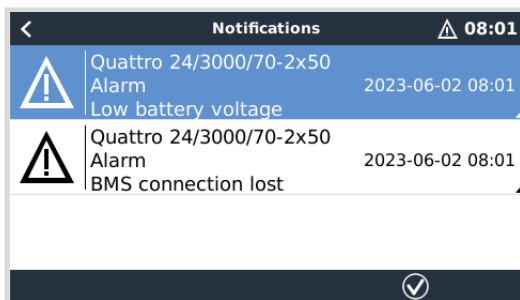 Notifications
08:01
Quattro 24/3000/70-2x50
Alarm
2023-06-02 08:01
Low battery voltage
Quattro 24/3000/70-2x50
Alarm
2023-06-02 08:01
BMS connection lost